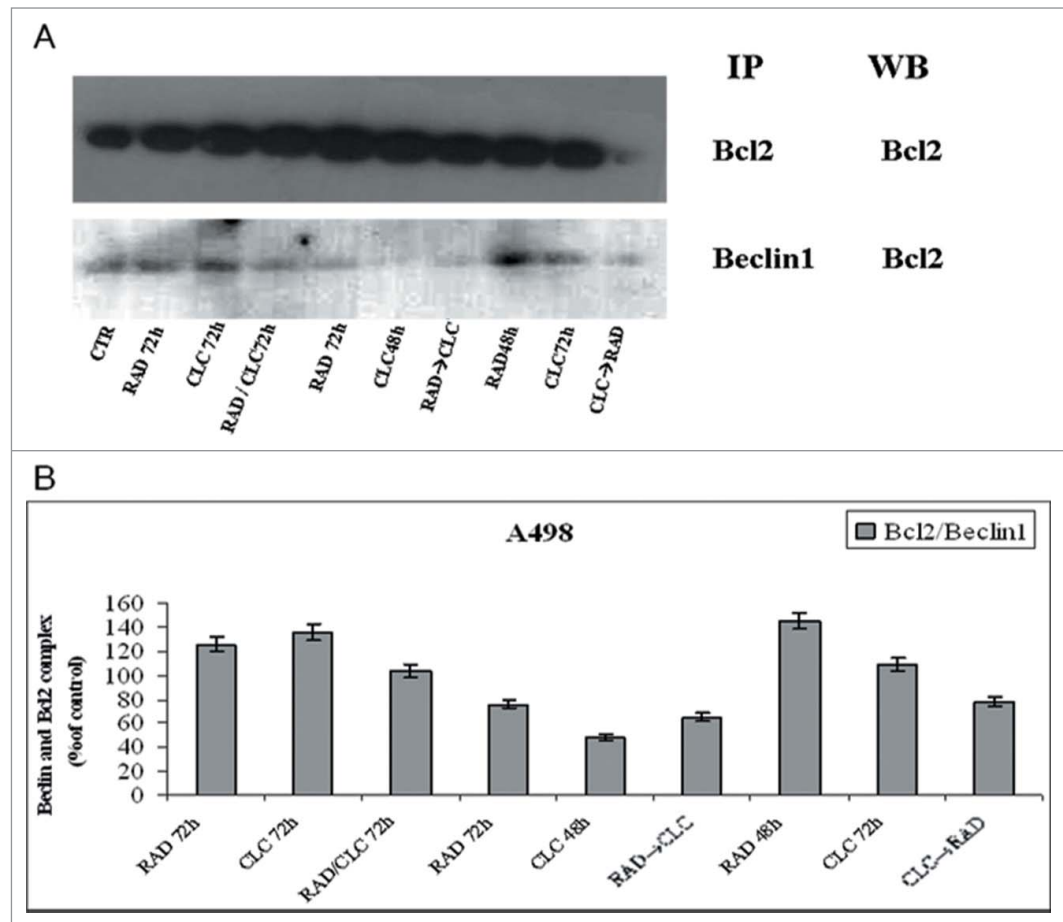 A
IP WB
Bcl2 Bcl2
Beclin1 Bcl2
CTR
RAD 72h
CLC 72h
RAD / CLC72h
RAD 72h
CLC48h
RAD→CLC
RAD48h
CLC72h
CLC→RAD
B
A498
Bcl2/Beclin1
Beclin and Bcl2 complex
(%of control)
160
140
120
100
80
60
40
20
0
RAD 72h
CLC 72h
RAD/CLC 72h
RAD 72h
CLC 48h
RAD→CLC
RAD 48h
CLC 72h
CLC→RAD